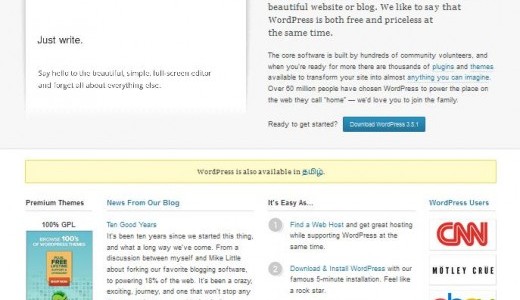 beautiful website or blog. We like to say that
WordPress is both free and priceless at
the same time.
Just write.
Say hello to the beautiful, simple, full-screen editor
and forget all about everything else.
The core software is built by hundreds of community volunteers, and
when you're ready for more there are thousands of plugins and themes
available to transform your site into almost anything you can imagine.
Over 60 million people have chosen WordPress to power the place on
the web they call "home" — we'd love you to join the family.
Ready to get started? Download WordPress 3.5.1
WordPress is also available in தமிழ்.
Premium Themes
100% GPL
BROWSE 100'S
OF WORDPRESS THEMES
PLUS
FREE
LIFETIME
SUPPORT
News From Our Blog
Ten Good Years
It's been ten years since we started this thing,
and what a long way we've come. From a
discussion between myself and Mike Little
about forking our favorite blogging software,
to powering 18% of the web. It's been a crazy,
exciting, journey, and one that won't stop any
It's Easy As...
1 Find a Web Host and get great hosting
while supporting WordPress at the
same time.
2 Download & Install WordPress with our
famous 5-minute installation. Feel like
a rock star.
WordPress Users
CNN
MÖTLEY CRÜE
ebay